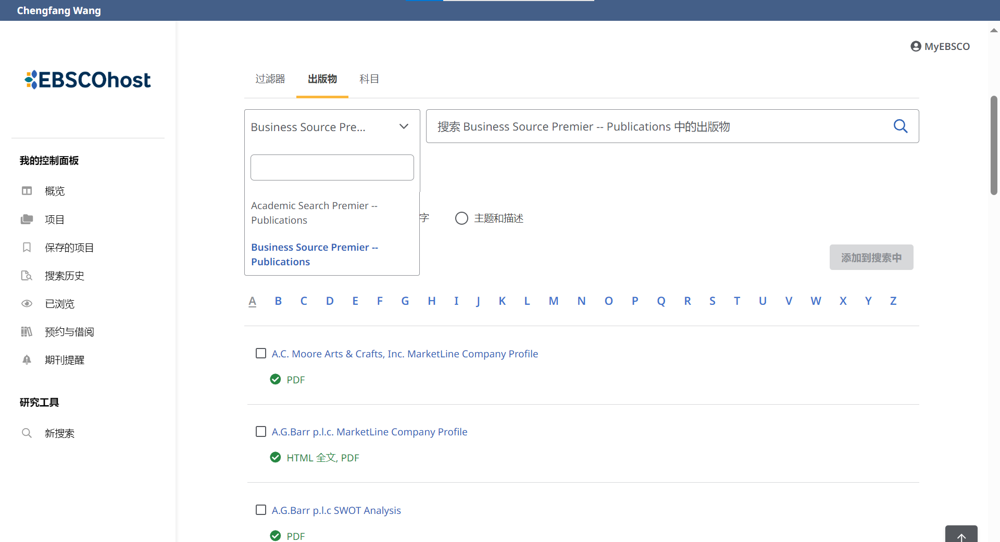 Chengfang Wang
MyEBSCO
EBSCOhost
过滤器 出版物 科目
Business Source Pre...
搜索 Business Source Premier -- Publications 中的出版物
Academic Search Premier --
Publications
Business Source Premier --
Publications
字 主题和描述
添加到搜索中
A B C D E F G H I J K L M N O P Q R S T U V W X Y Z
A.C. Moore Arts & Crafts, Inc. MarketLine Company Profile
PDF
A.G.Barr p.l.c. MarketLine Company Profile
HTML 全文, PDF
A.G.Barr p.l.c SWOT Analysis
PDF
我的控制面板
概览
项目
保存的项目
搜索历史
已浏览
预约与借阅
期刊提醒
研究工具
新搜索